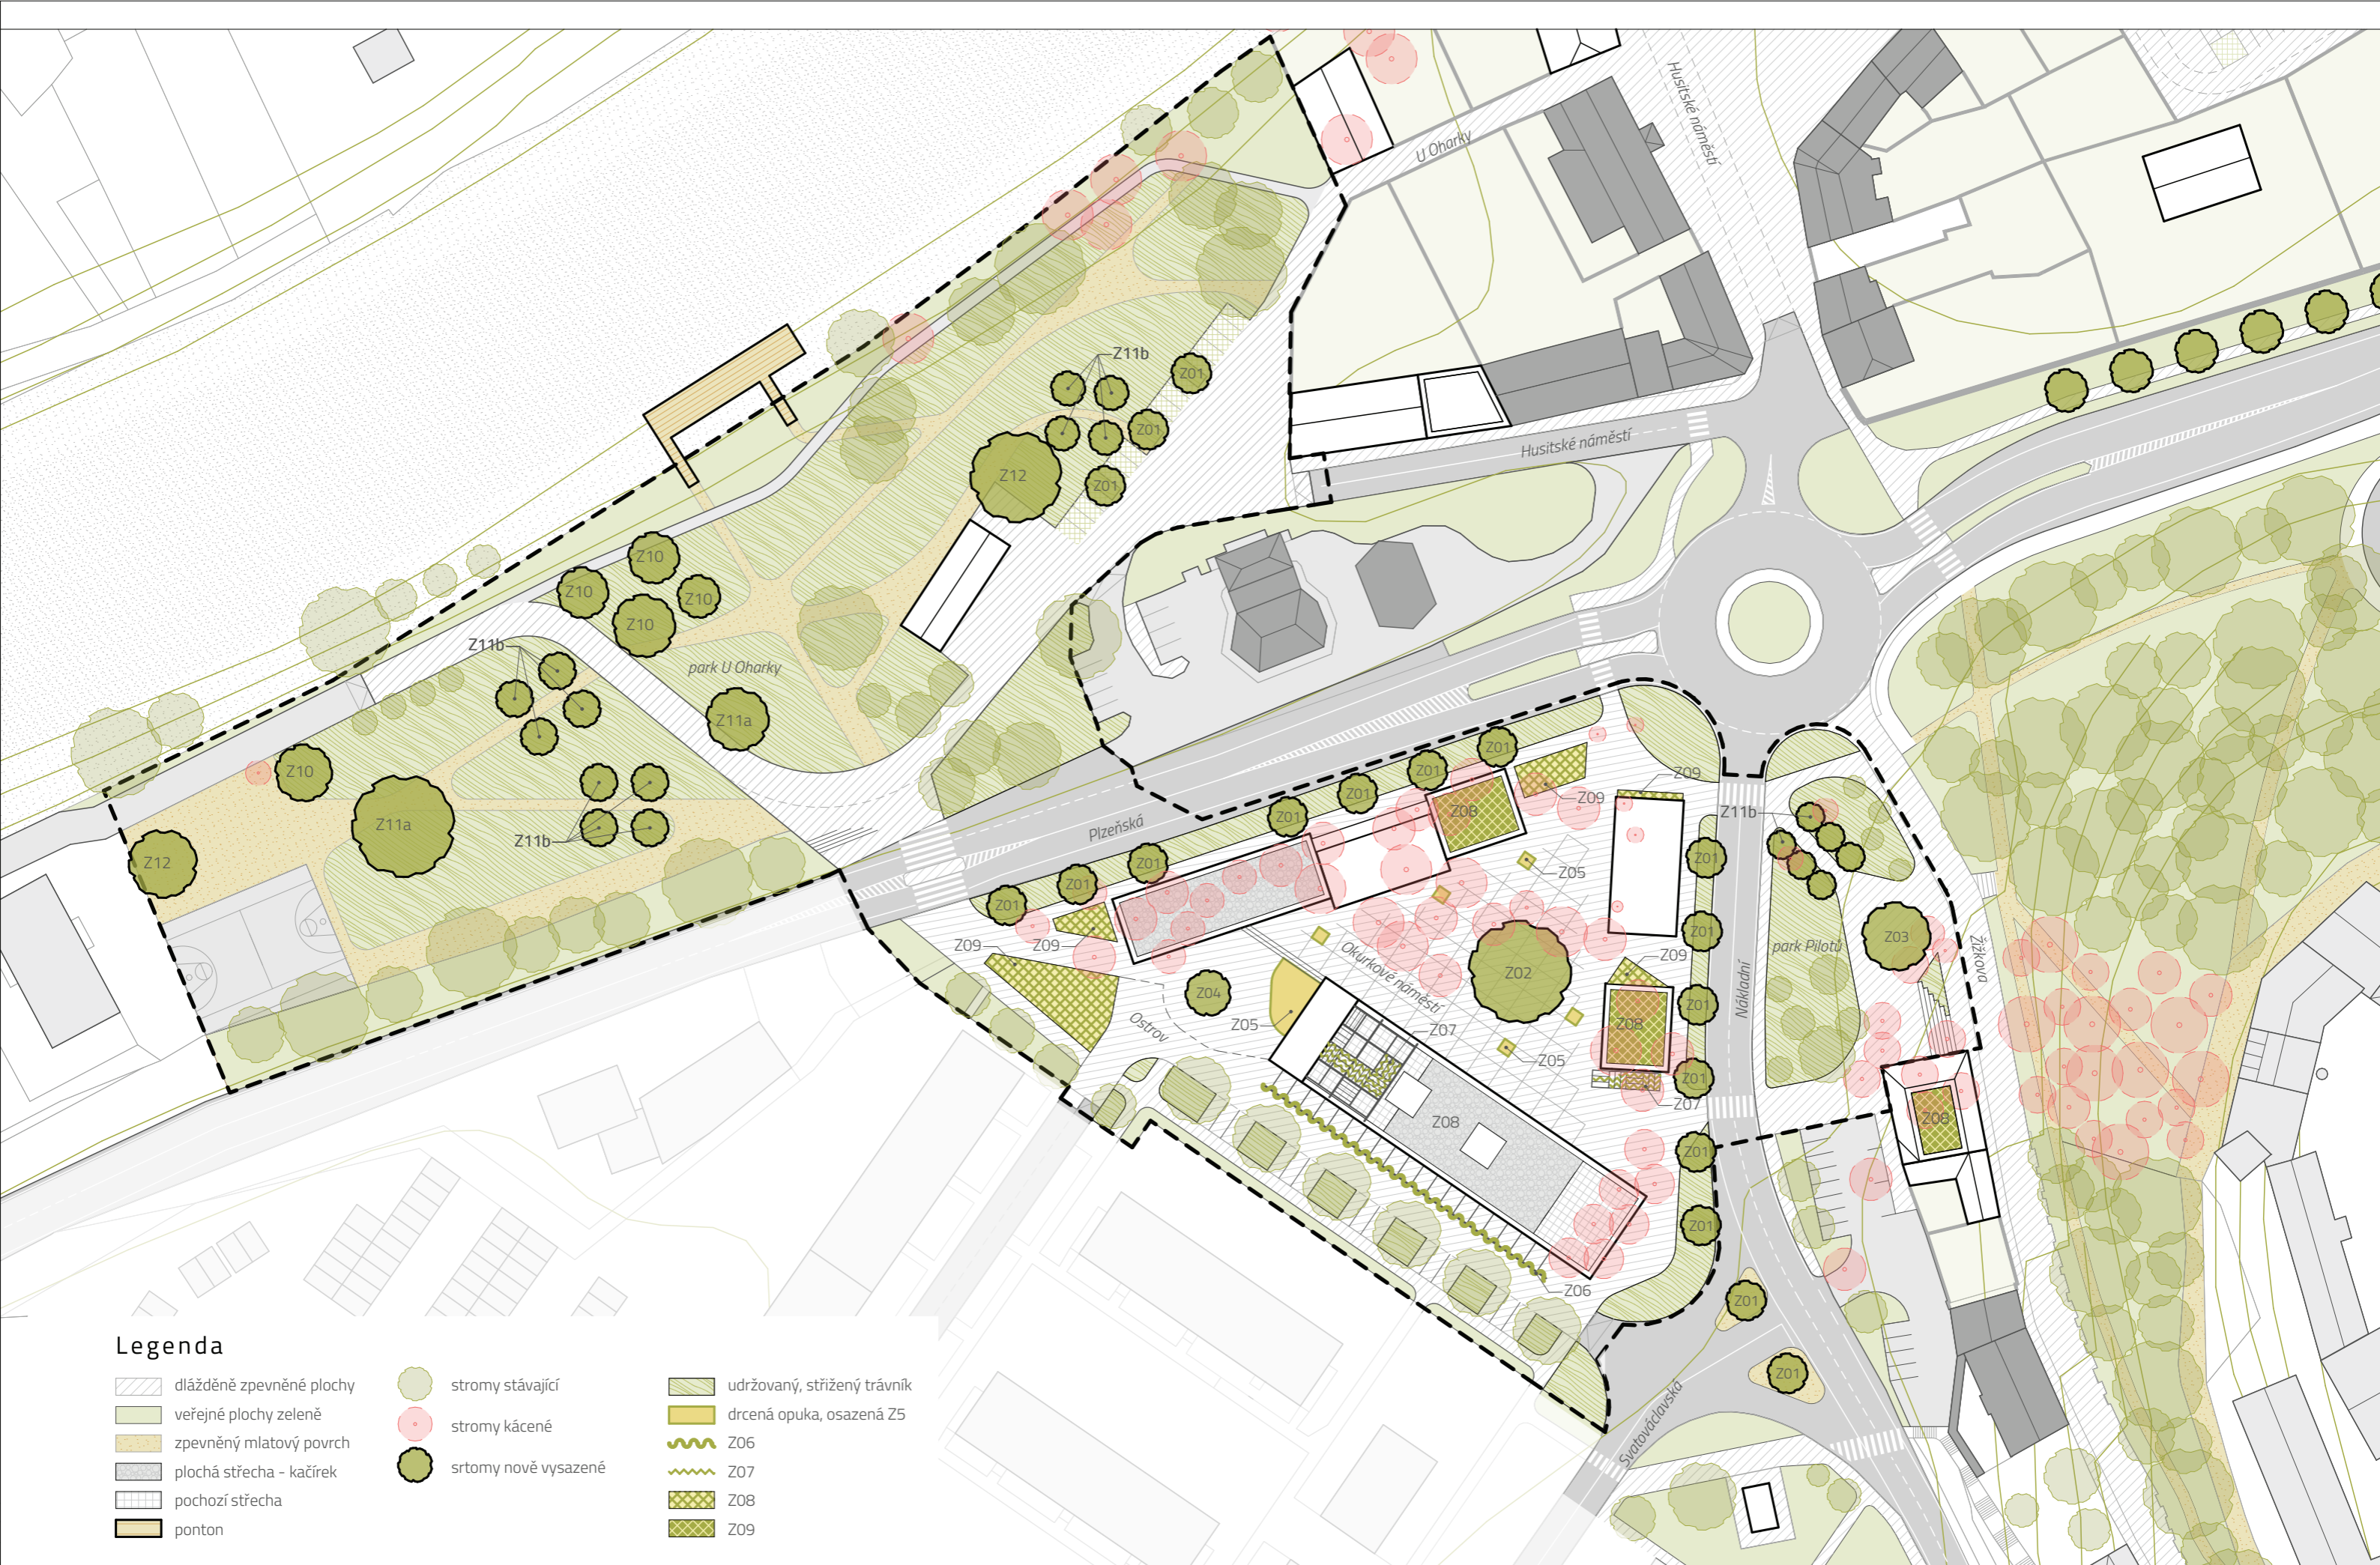 Husitské náměstí
U Oharky
Z11b
Z01
Z01
Z12
Z01
Husitské náměstí
Z10
Z10
Z10
Z10
Z11b
park U Oharky
Z11a
Z01
Z01
Z09
Z10
Z01
Z09
Z08
Z11b
Z01
Z11a
Plzeňská
Z11b
Z01
Z12
Z01
Z05
Z01
Z01
Z09
Z09
Z01
Z03
park Pilotů
Žižkova
Z09
Okurkové náměstí
Z02
Nákladní
Z04
Z01
Z05
Ostrov
Z07
Z08
Z05
Z01
Z07
Z08
Z08
Z01
Z01
Z06
Z01
Z01
Svatováclavská
Legenda
dlážděně zpevněné plochy
veřejné plochy zeleně
zpevněný mlatový povrch
plochá střecha - kačírek
pochozí střecha
ponton
stromy stávající
stromy kácené
srtomy nově vysazené
udržovaný, střižený trávník
drcená opuka, osazená Z5
Z06
Z07
Z08
Z09